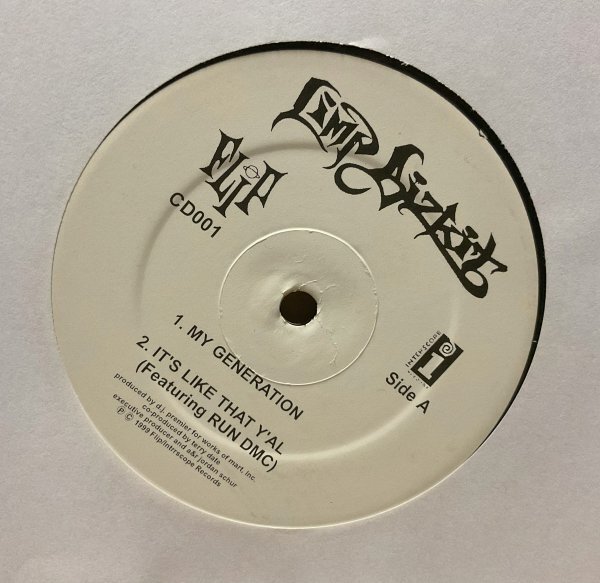 Limp Bizkit
FLIP
CD001
INTERSCOPE
RECORDS
Side A
1. MY GENERATION
2. IT'S LIKE THAT Y'AL
(Featuring RUN DMC)
produced by d.j. premier for works of mart, inc.
co-produced by terry date
executive producer and a&r jordan schur
℗ © 1999 Flip/Intrrscope Records